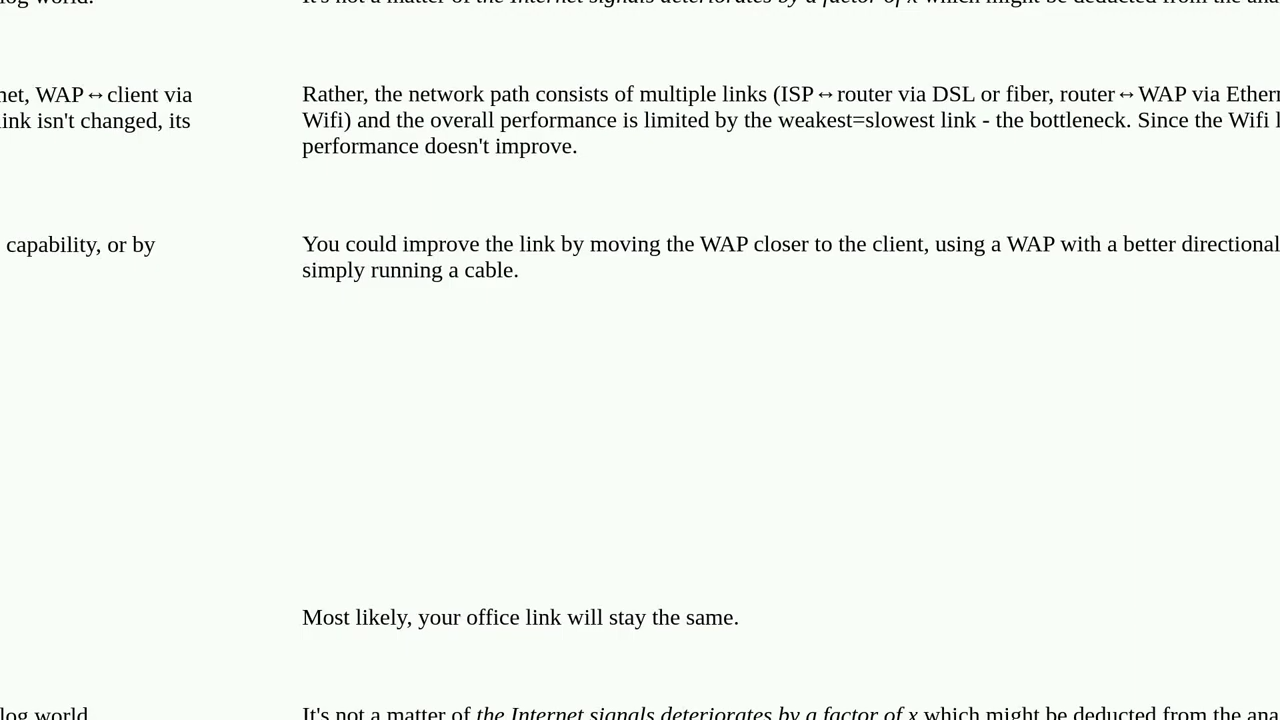 log world.
It's not a matter of the Internet signals deteriorates by a factor of x which might be deducted from the ana
net, WAP↔client via
link isn't changed, its
Rather, the network path consists of multiple links (ISP↔router via DSL or fiber, router↔WAP via Ethern
Wifi) and the overall performance is limited by the weakest=slowest link - the bottleneck. Since the Wifi l
performance doesn't improve.
capability, or by
You could improve the link by moving the WAP closer to the client, using a WAP with a better directional
simply running a cable.
Most likely, your office link will stay the same.
log world.
It's not a matter of the Internet signals deteriorates by a factor of x which might be deducted from the ana